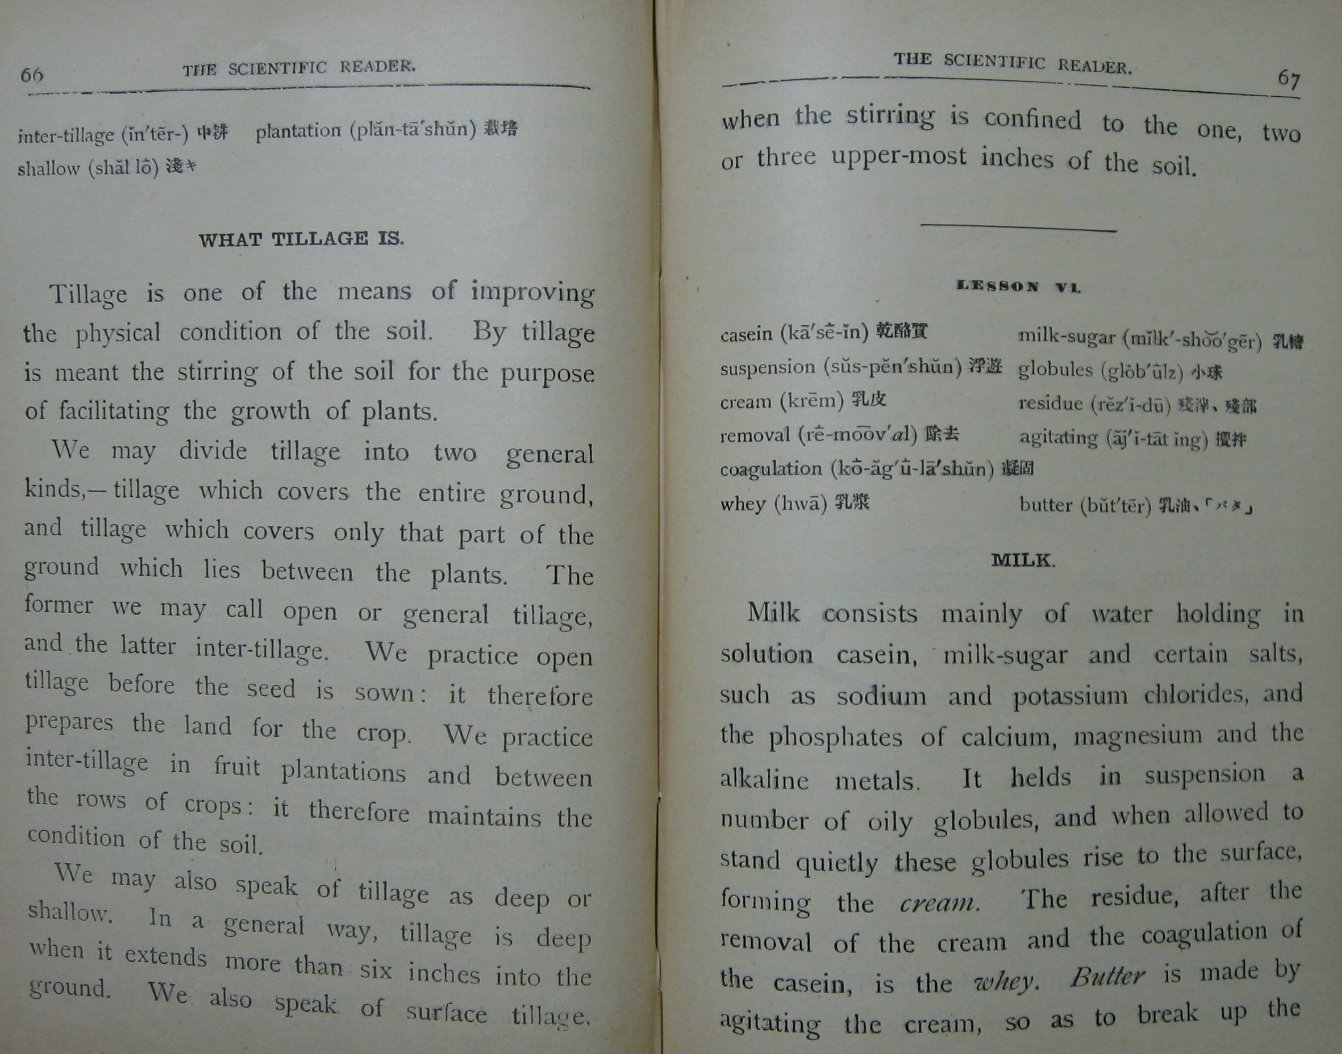 66 THE SCIENTIFIC READER.
inter-tillage (ĭn′tẽr-) 中耕 plantation (plăn-tā′shŭn) 栽培
shallow (shăl lō̇) 淺キ
WHAT TILLAGE IS.
Tillage is one of the means of improving
the physical condition of the soil. By tillage
is meant the stirring of the soil for the purpose
of facilitating the growth of plants.
We may divide tillage into two general
kinds,—tillage which covers the entire ground,
and tillage which covers only that part of the
ground which lies between the plants. The
former we may call open or general tillage,
and the latter inter-tillage. We practice open
tillage before the seed is sown: it therefore
prepares the land for the crop. We practice
inter-tillage in fruit plantations and between
the rows of crops: it therefore maintains the
condition of the soil.
We may also speak of tillage as deep or
shallow. In a general way, tillage is deep
when it extends more than six inches into the
ground. We also speak of surface tillage,
THE SCIENTIFIC READER. 67
when the stirring is confined to the one, two
or three upper-most inches of the soil.
LESSON VI.
casein (kā′sē̇-ĭn) 乾酪質 milk-sugar (mĭlk′-shŏŏ′gẽr) 乳糖
suspension (sŭs-pĕn′shŭn) 浮遊 globules (glŏb′ūlz) 小球
cream (krēm) 乳皮 residue (rĕz′ĭ-dū) 殘滓、殘部
removal (rē̇-mōōv′al) 除去 agitating (ăj′ĭ-tāt ĭng) 攪拌
coagulation (kō̇-ăg′ū̇-lā′shŭn) 凝固
whey (hwā) 乳漿 butter (bŭt′tẽr) 乳油、「バタ」
MILK.
Milk consists mainly of water holding in
solution casein, milk-sugar and certain salts,
such as sodium and potassium chlorides, and
the phosphates of calcium, magnesium and the
alkaline metals. It helds in suspension a
number of oily globules, and when allowed to
stand quietly these globules rise to the surface,
forming the cream. The residue, after the
removal of the cream and the coagulation of
the casein, is the whey. Butter is made by
agitating the cream, so as to break up the